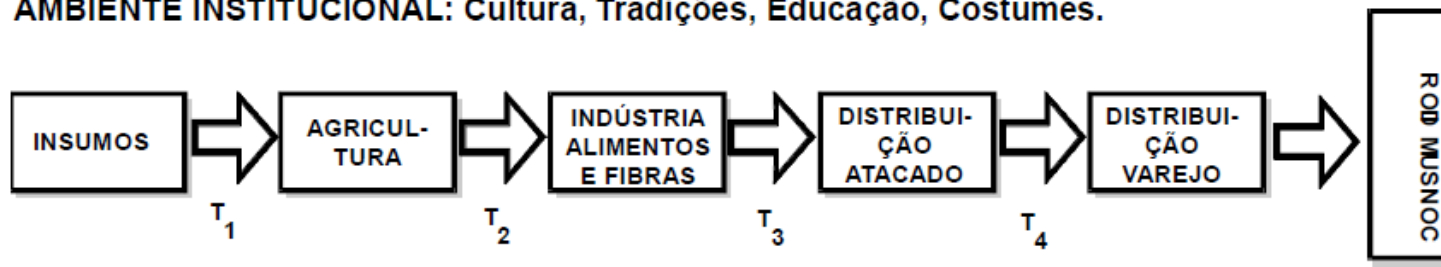 AMBIENTE INSTITUCIONAL: Cultura, Tradições, Educação, Costumes.
INSUMOS
AGRICUL-
TURA
INDÚSTRIA
ALIMENTOS
E FIBRAS
DISTRIBUI-
ÇÃO
ATACADO
DISTRIBUI-
ÇÃO
VAREJO
CONSUMIDOR
T1
T2
T3
T4